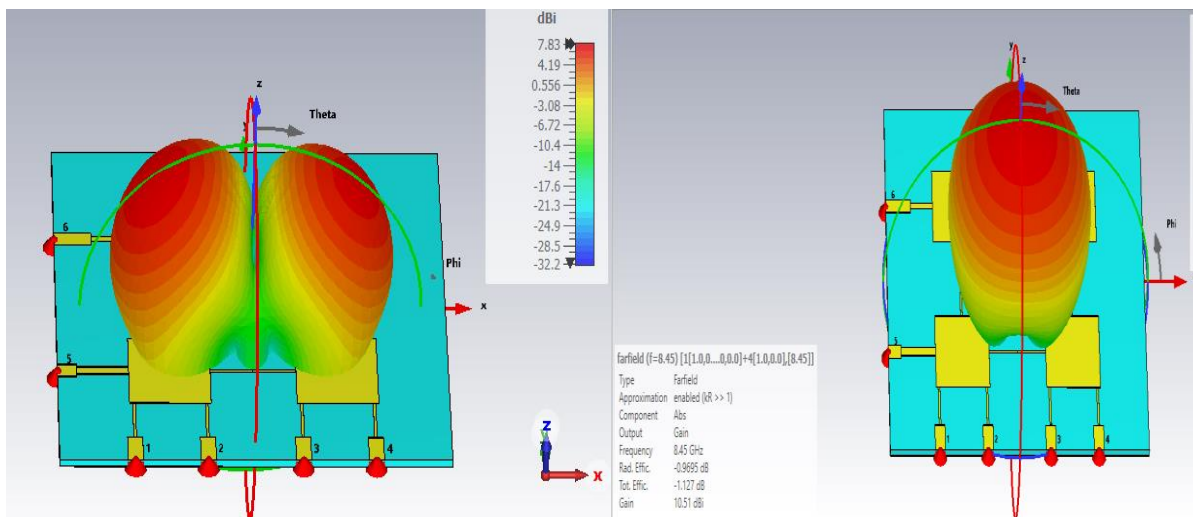 dBi
7.83
4.19
0.556
-3.08
-6.72
-10.4
-14
-17.6
-21.3
-24.9
-28.5
-32.2
z
Theta
y
6
Phi
x
5
1
2
3
4
Z
X
y
z
Theta
6
Phi
5
1
2
3
4
farfield (f=8.45) [1[1.0,0....0,0.0]+4[1.0,0.0],[8.45]]
Type Farfield
Approximation enabled (kR >> 1)
Component Abs
Output Gain
Frequency 8.45 GHz
Rad. Effic. -0.9695 dB
Tot. Effic. -1.127 dB
Gain 10.51 dBi